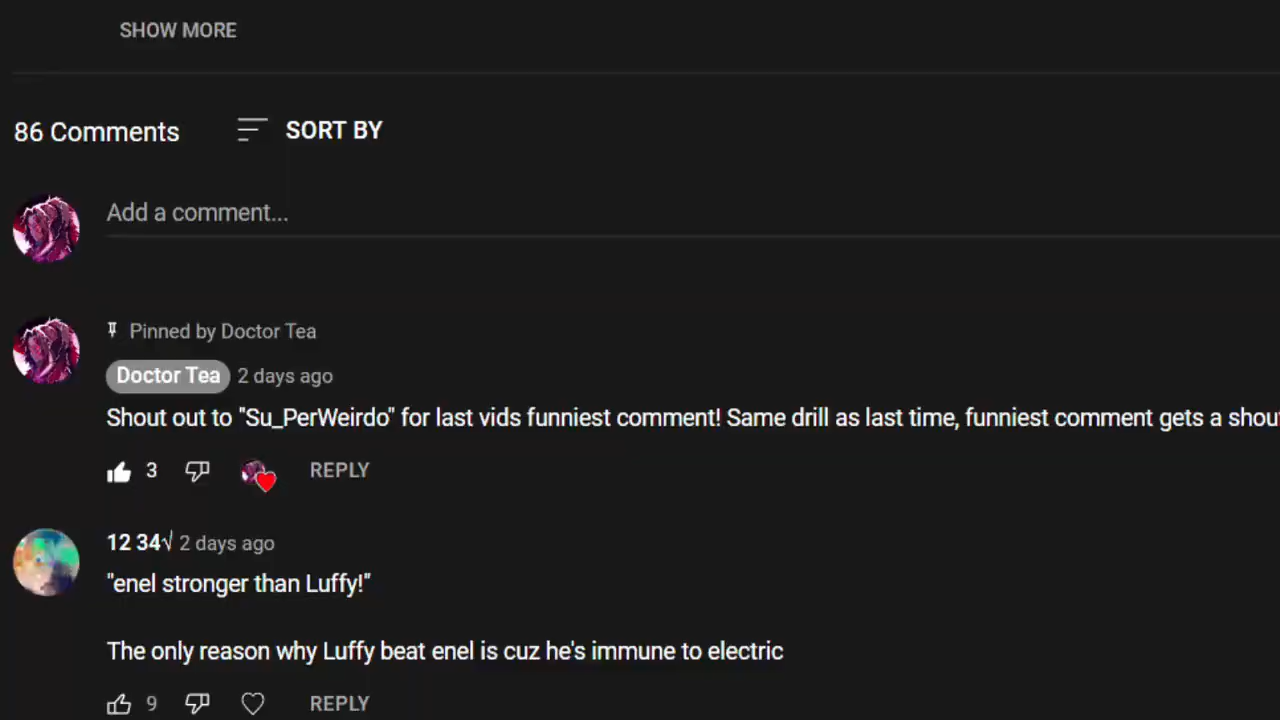 SHOW MORE
86 Comments
SORT BY
Add a comment...
Pinned by Doctor Tea
Doctor Tea 2 days ago
Shout out to "Su_PerWeirdo" for last vids funniest comment! Same drill as last time, funniest comment gets a shou
3 REPLY
12 34√ 2 days ago
"enel stronger than Luffy!"
The only reason why Luffy beat enel is cuz he's immune to electric
9 REPLY